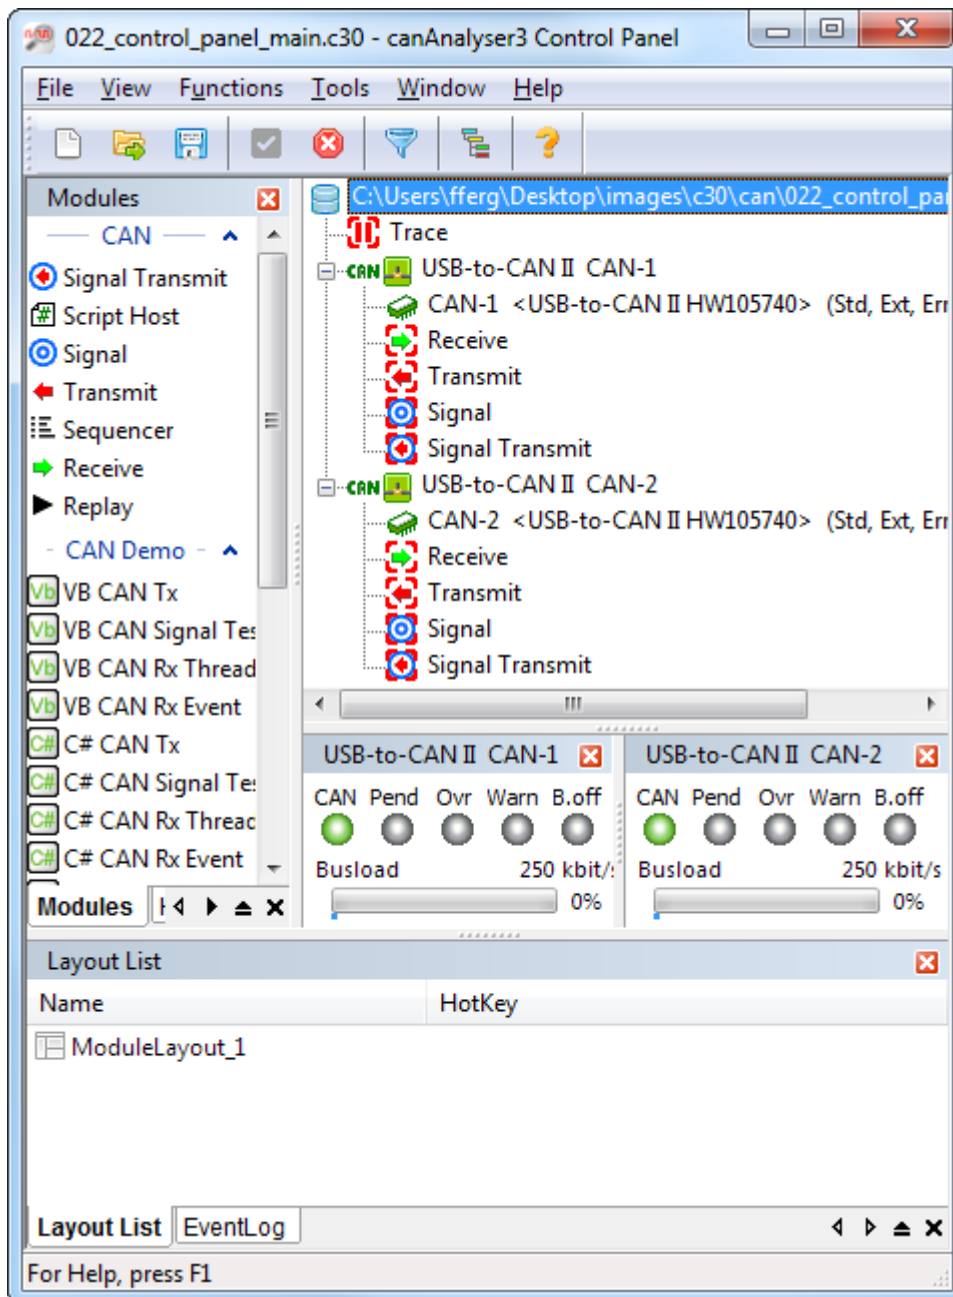 022_control_panel_main.c30 - canAnalyser3 Control Panel
File View Functions Tools Window Help
Modules
CAN
Signal Transmit
Script Host
Signal
Transmit
Sequencer
Receive
Replay
CAN Demo
VB CAN Tx
VB CAN Signal Tes
VB CAN Rx Thread
VB CAN Rx Event
C# CAN Tx
C# CAN Signal Te
C# CAN Rx Threac
C# CAN Rx Event
Modules
C:\Users\fferg\Desktop\images\c30\can\022_control_pa
Trace
CAN USB-to-CAN II CAN-1
CAN-1 <USB-to-CAN II HW105740> (Std, Ext, Err
Receive
Transmit
Signal
Signal Transmit
CAN USB-to-CAN II CAN-2
CAN-2 <USB-to-CAN II HW105740> (Std, Ext, Err
Receive
Transmit
Signal
Signal Transmit
USB-to-CAN II CAN-1
CAN Pend Ovr Warn B.off
Busload 250 kbit/s
0%
USB-to-CAN II CAN-2
CAN Pend Ovr Warn B.off
Busload 250 kbit/s
0%
Layout List
Name HotKey
ModuleLayout_1
Layout List EventLog
For Help, press F1